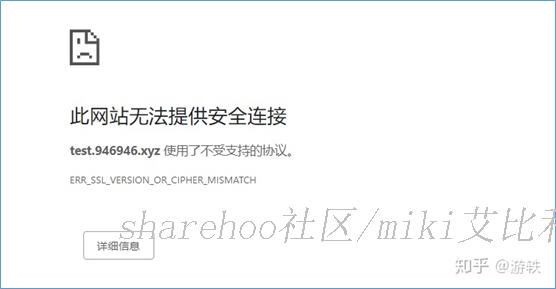 此网站无法提供安全连接
test.946946.xyz 使用了不受支持的协议。
ERR_SSL_VERSION_OR_CIPHER_MISMATCH
sharehoo社区/miki艾比利
详细信息
知乎 @游轶